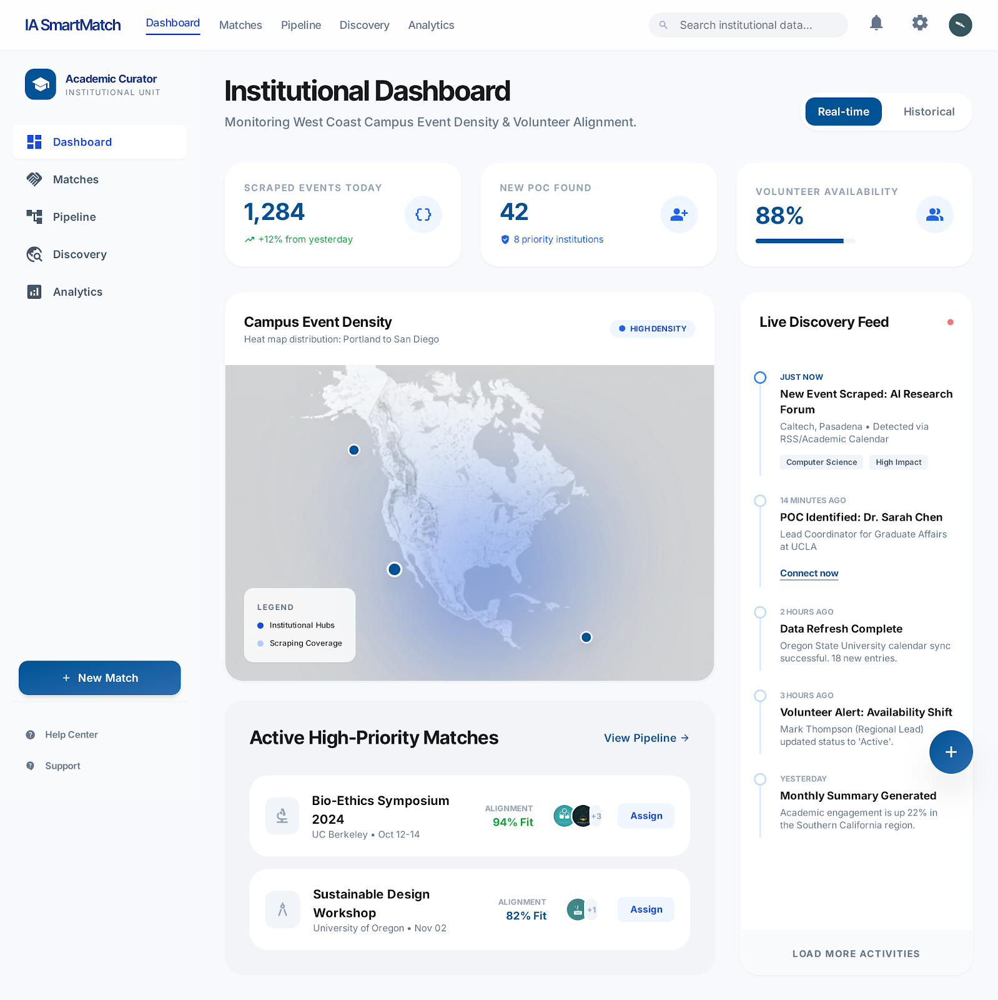 IA SmartMatch
Dashboard
Matches
Pipeline
Discovery
Analytics
Search institutional data...
Academic Curator
INSTITUTIONAL UNIT
Dashboard
Matches
Pipeline
Discovery
Analytics
+ New Match
Help Center
Support
Institutional Dashboard
Monitoring West Coast Campus Event Density & Volunteer Alignment.
Real-time
Historical
SCRAPED EVENTS TODAY
1,284
+12% from yesterday
NEW POC FOUND
42
8 priority institutions
VOLUNTEER AVAILABILITY
88%
Campus Event Density
Heat map distribution: Portland to San Diego
HIGH DENSITY
LEGEND
Institutional Hubs
Scraping Coverage
Active High-Priority Matches
View Pipeline →
Bio-Ethics Symposium
2024
UC Berkeley • Oct 12-14
ALIGNMENT
94% Fit
+3
Assign
Sustainable Design
Workshop
University of Oregon • Nov 02
ALIGNMENT
82% Fit
+1
Assign
Live Discovery Feed
JUST NOW
New Event Scraped: AI Research
Forum
Caltech, Pasadena • Detected via
RSS/Academic Calendar
Computer Science
High Impact
14 MINUTES AGO
POC Identified: Dr. Sarah Chen
Lead Coordinator for Graduate Affairs
at UCLA
Connect now
2 HOURS AGO
Data Refresh Complete
Oregon State University calendar sync
successful. 18 new entries.
3 HOURS AGO
Volunteer Alert: Availability Shift
Mark Thompson (Regional Lead)
updated status to 'Active'.
+
YESTERDAY
Monthly Summary Generated
Academic engagement is up 22% in
the Southern California region.
LOAD MORE ACTIVITIES